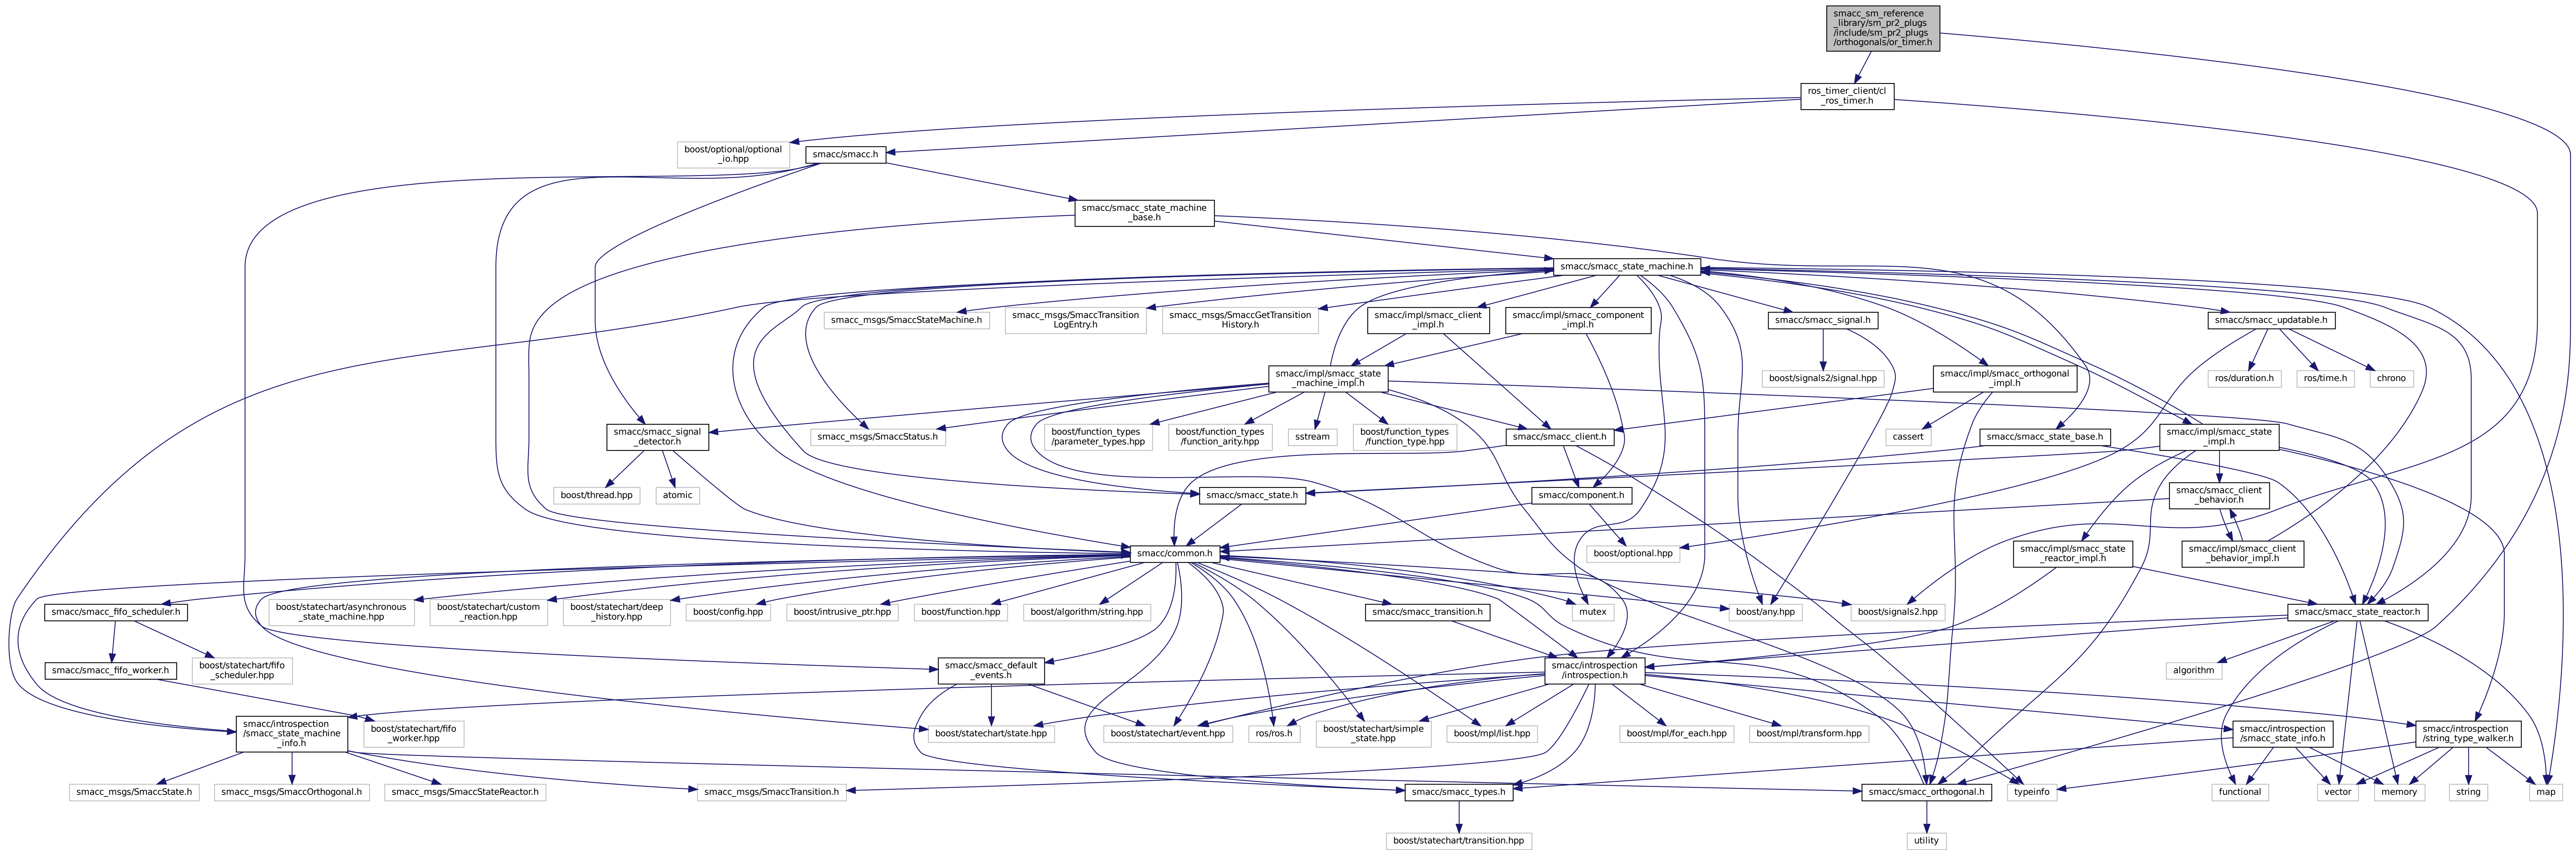 smacc_sm_reference
_library/sm_pr2_plugs
/include/sm_pr2_plugs
/orthogonals/or_timer.h
ros_timer_client/cl
_ros_timer.h
boost/optional/optional
_io.hpp
smacc/smacc.h
smacc/smacc_state_machine
_base.h
smacc/smacc_state_machine.h
smacc_msgs/SmaccStateMachine.h
smacc_msgs/SmaccTransition
LogEntry.h
smacc_msgs/SmaccGetTransition
History.h
smacc/impl/smacc_client
_impl.h
smacc/impl/smacc_component
_impl.h
smacc/smacc_signal.h
smacc/smacc_updatable.h
smacc/impl/smacc_state
_machine_impl.h
boost/signals2/signal.hpp
smacc/impl/smacc_orthogonal
_impl.h
ros/duration.h
ros/time.h
chrono
smacc/smacc_signal
_detector.h
smacc_msgs/SmaccStatus.h
boost/function_types
/parameter_types.hpp
boost/function_types
/function_arity.hpp
sstream
boost/function_types
/function_type.hpp
smacc/smacc_client.h
cassert
smacc/smacc_state_base.h
smacc/impl/smacc_state
_impl.h
boost/thread.hpp
atomic
smacc/smacc_state.h
smacc/component.h
smacc/smacc_client
_behavior.h
smacc/common.h
boost/optional.hpp
smacc/impl/smacc_state
_reactor_impl.h
smacc/impl/smacc_client
_behavior_impl.h
smacc/smacc_fifo_scheduler.h
boost/statechart/asynchronous
_state_machine.hpp
boost/statechart/custom
_reaction.hpp
boost/statechart/deep
_history.hpp
boost/config.hpp
boost/intrusive_ptr.hpp
boost/function.hpp
boost/algorithm/string.hpp
mutex
smacc/smacc_transition.h
boost/any.hpp
boost/signals2.hpp
smacc/smacc_state_reactor.h
smacc/smacc_fifo_worker.h
boost/statechart/fifo
_scheduler.hpp
smacc/smacc_default
_events.h
smacc/introspection
/introspection.h
algorithm
smacc/introspection
/smacc_state_machine
_info.h
boost/statechart/fifo
_worker.hpp
boost/statechart/state.hpp
boost/statechart/event.hpp
ros/ros.h
boost/statechart/simple
_state.hpp
boost/mpl/list.hpp
boost/mpl/for_each.hpp
boost/mpl/transform.hpp
smacc/introspection
/smacc_state_info.h
smacc/introspection
/string_type_walker.h
smacc_msgs/SmaccState.h
smacc_msgs/SmaccOrthogonal.h
smacc_msgs/SmaccStateReactor.h
smacc_msgs/SmaccTransition.h
smacc/smacc_types.h
smacc/smacc_orthogonal.h
typeinfo
functional
vector
memory
string
map
boost/statechart/transition.hpp
utility